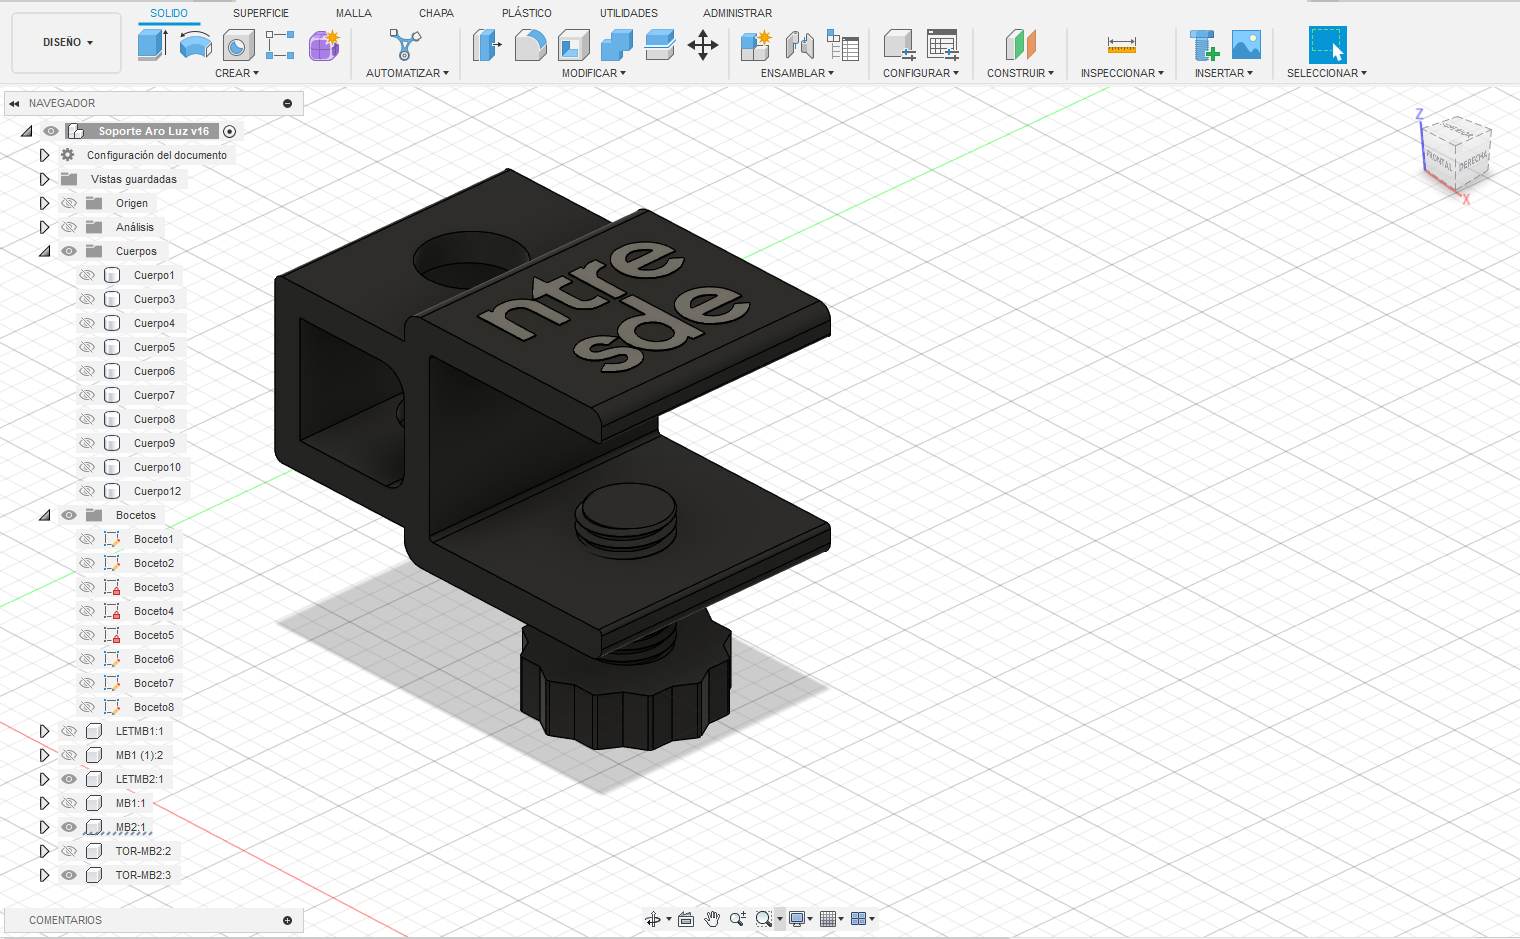 SOLIDO SUPERFICIE MALLA CHAPA PLÁSTICO UTILIDADES ADMINISTRAR
DISEÑO
CREAR AUTOMATIZAR MODIFICAR ENSAMBLAR CONFIGURAR CONSTRUIR INSPECCIONAR INSERTAR SELECCIONAR
NAVEGADOR
Soporte Aro Luz v16
Configuración del documento
Vistas guardadas
Origen
Análisis
Cuerpos
Cuerpo1
Cuerpo3
Cuerpo4
Cuerpo5
Cuerpo6
Cuerpo7
Cuerpo8
Cuerpo9
Cuerpo10
Cuerpo12
Bocetos
Boceto1
Boceto2
Boceto3
Boceto4
Boceto5
Boceto6
Boceto7
Boceto8
LETMB1:1
MB1 (1):2
LETMB2:1
MB1:1
MB2:1
TOR-MB2:2
TOR-MB2:3
COMENTARIOS
ntre
sde
Z
FRONTAL DERECHA
X